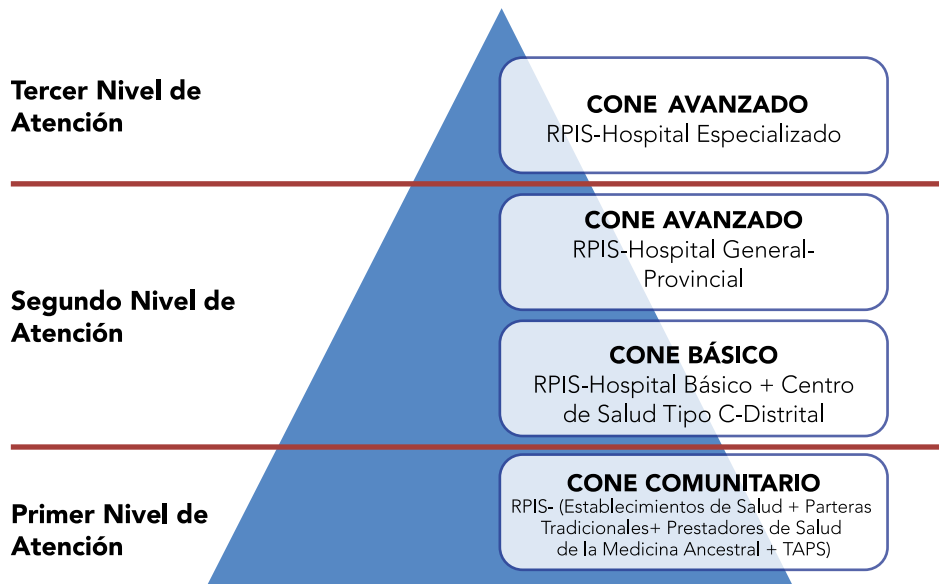 Tercer Nivel de
Atención
CONE AVANZADO
RPIS-Hospital Especializado
CONE AVANZADO
RPIS-Hospital General-
Provincial
Segundo Nivel de
Atención
CONE BÁSICO
RPIS-Hospital Básico + Centro
de Salud Tipo C-Distrital
Primer Nivel de
Atención
CONE COMUNITARIO
RPIS- (Establecimientos de Salud + Parteras
Tradicionales+ Prestadores de Salud
de la Medicina Ancestral + TAPS)